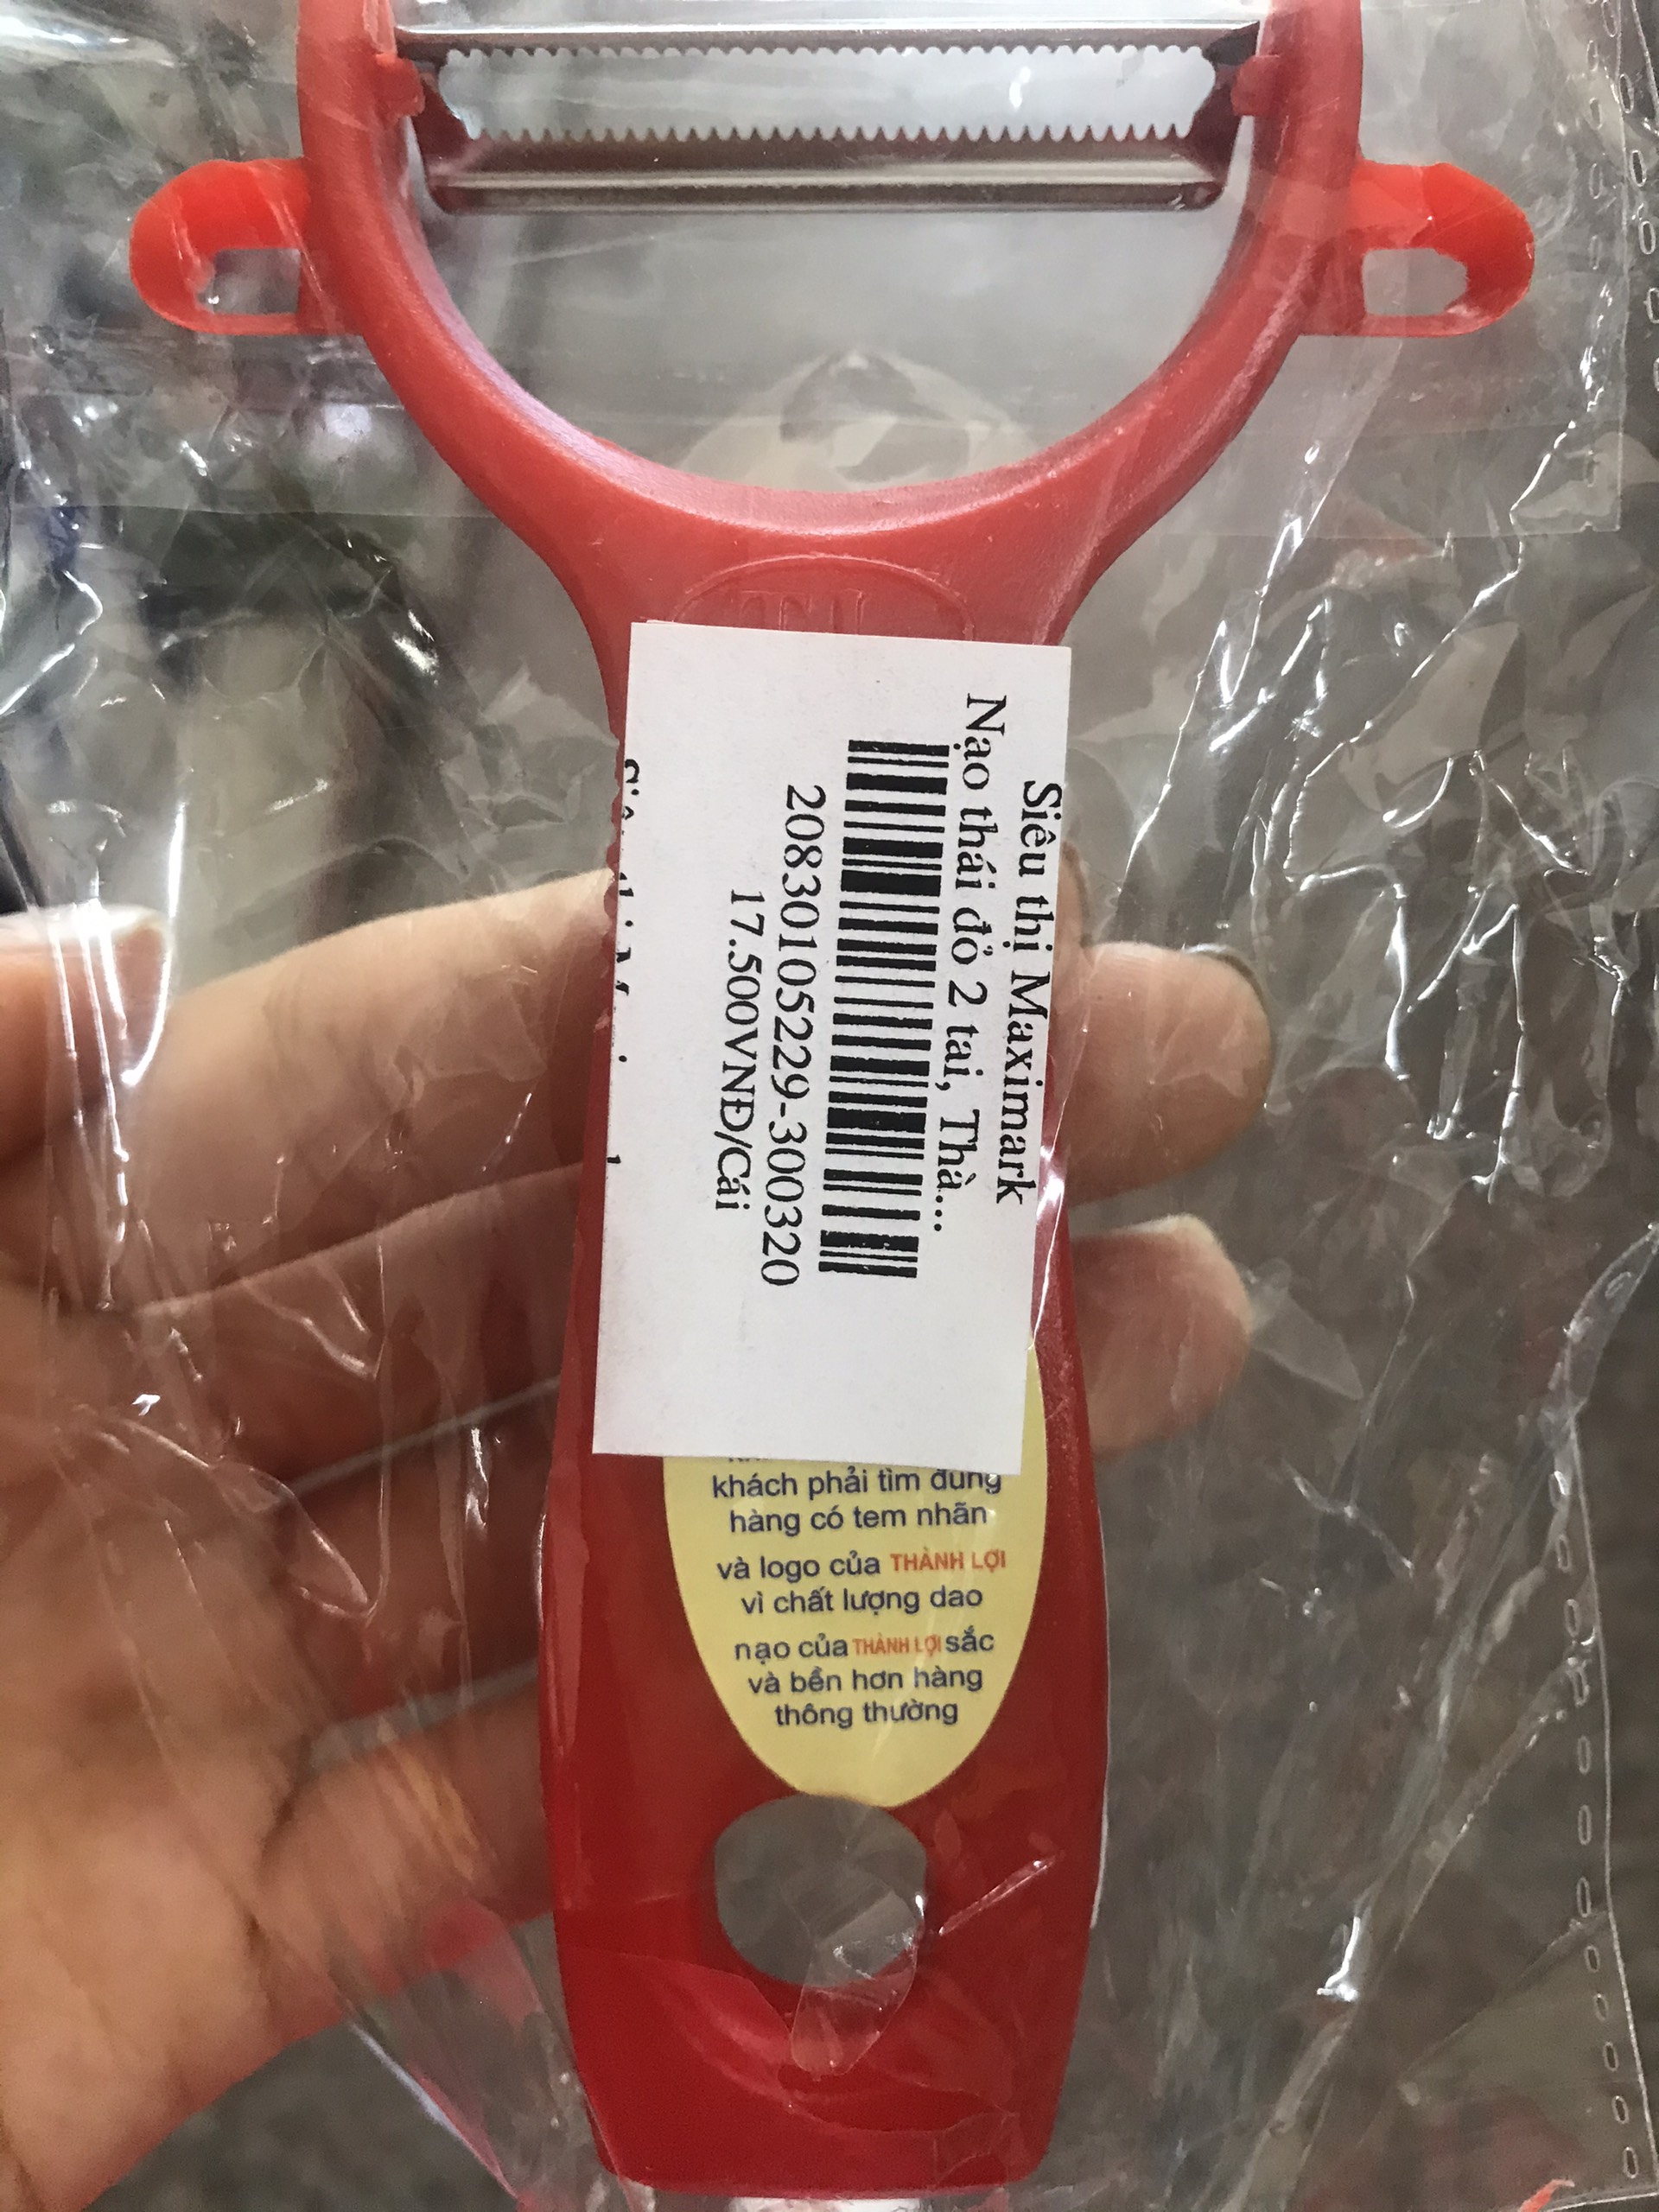 TL
Siêu thị Maximark
Nạo thái đỏ 2 tai, Thà...
2083010522９-300320
17.500VNĐ/Cái
khách phải tìm đúng
hàng có tem nhãn
và logo của THÀNH LỢI
vì chất lượng dao
nạo của THÀNH LỢI sắc
và bền hơn hàng
thông thường